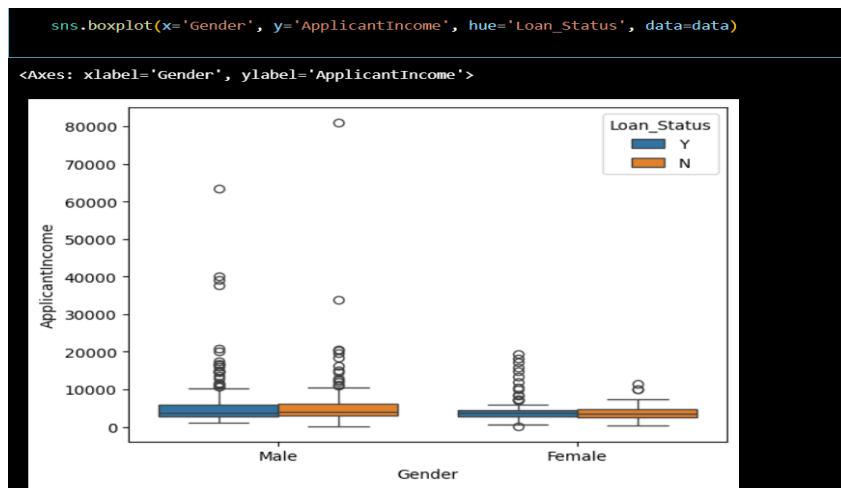 sns.boxplot(x='Gender', y='ApplicantIncome', hue='Loan_Status', data=data)
<Axes: xlabel='Gender', ylabel='ApplicantIncome'>
Loan_Status
Y
N
80000
70000
60000
50000
40000
30000
20000
10000
0
ApplicantIncome
Male
Female
Gender